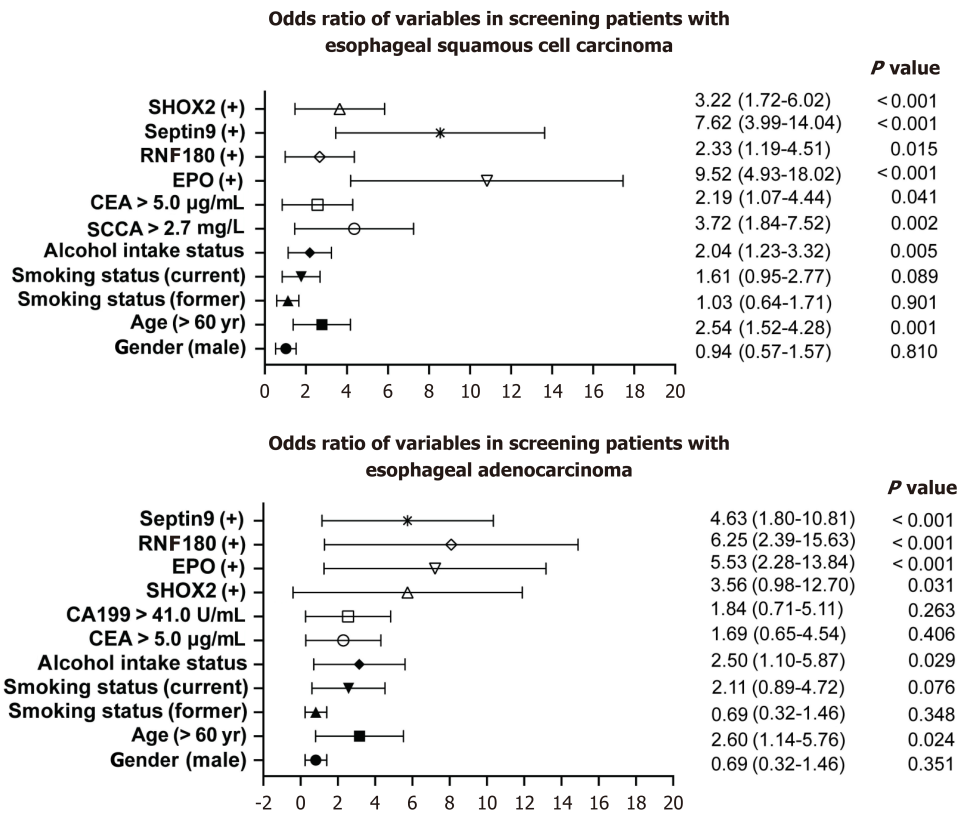 Odds ratio of variables in screening patients with
esophageal squamous cell carcinoma
P value
SHOX2 (+) 3.22 (1.72-6.02) < 0.001
Septin9 (+) 7.62 (3.99-14.04) < 0.001
RNF180 (+) 2.33 (1.19-4.51) 0.015
EPO (+) 9.52 (4.93-18.02) < 0.001
CEA > 5.0 μg/mL 2.19 (1.07-4.44) 0.041
SCCA > 2.7 mg/L 3.72 (1.84-7.52) 0.002
Alcohol intake status 2.04 (1.23-3.32) 0.005
Smoking status (current) 1.61 (0.95-2.77) 0.089
Smoking status (former) 1.03 (0.64-1.71) 0.901
Age (> 60 yr) 2.54 (1.52-4.28) 0.001
Gender (male) 0.94 (0.57-1.57) 0.810
0 2 4 6 8 10 12 14 16 18 20
Odds ratio of variables in screening patients with
esophageal adenocarcinoma
P value
Septin9 (+) 4.63 (1.80-10.81) < 0.001
RNF180 (+) 6.25 (2.39-15.63) < 0.001
EPO (+) 5.53 (2.28-13.84) < 0.001
SHOX2 (+) 3.56 (0.98-12.70) 0.031
CA199 > 41.0 U/mL 1.84 (0.71-5.11) 0.263
CEA > 5.0 μg/mL 1.69 (0.65-4.54) 0.406
Alcohol intake status 2.50 (1.10-5.87) 0.029
Smoking status (current) 2.11 (0.89-4.72) 0.076
Smoking status (former) 0.69 (0.32-1.46) 0.348
Age (> 60 yr) 2.60 (1.14-5.76) 0.024
Gender (male) 0.69 (0.32-1.46) 0.351
-2 0 2 4 6 8 10 12 14 16 18 20